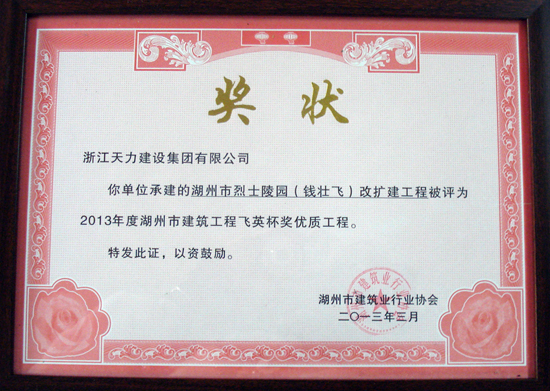 奖状
浙江天力建设集团有限公司
你单位承建的湖州市烈士陵园（钱壮飞）改扩建工程被评为
2013年度湖州市建筑工程飞英杯奖优质工程。
特发此证，以资鼓励。
湖州市建筑业行业协会
二〇一三年三月